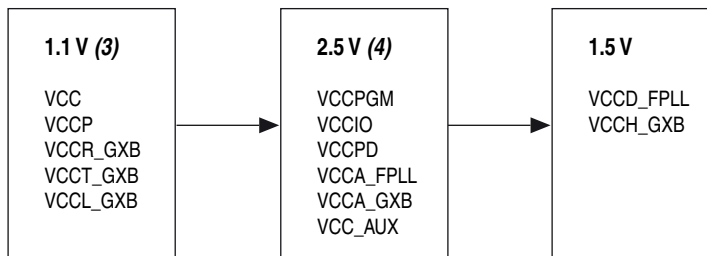 1.1 V (3)
VCC
VCCP
VCCR_GXB
VCCT_GXB
VCCL_GXB
2.5 V (4)
VCCPGM
VCCIO
VCCPD
VCCA_FPLL
VCCA_GXB
VCC_AUX
1.5 V
VCCD_FPLL
VCCH_GXB